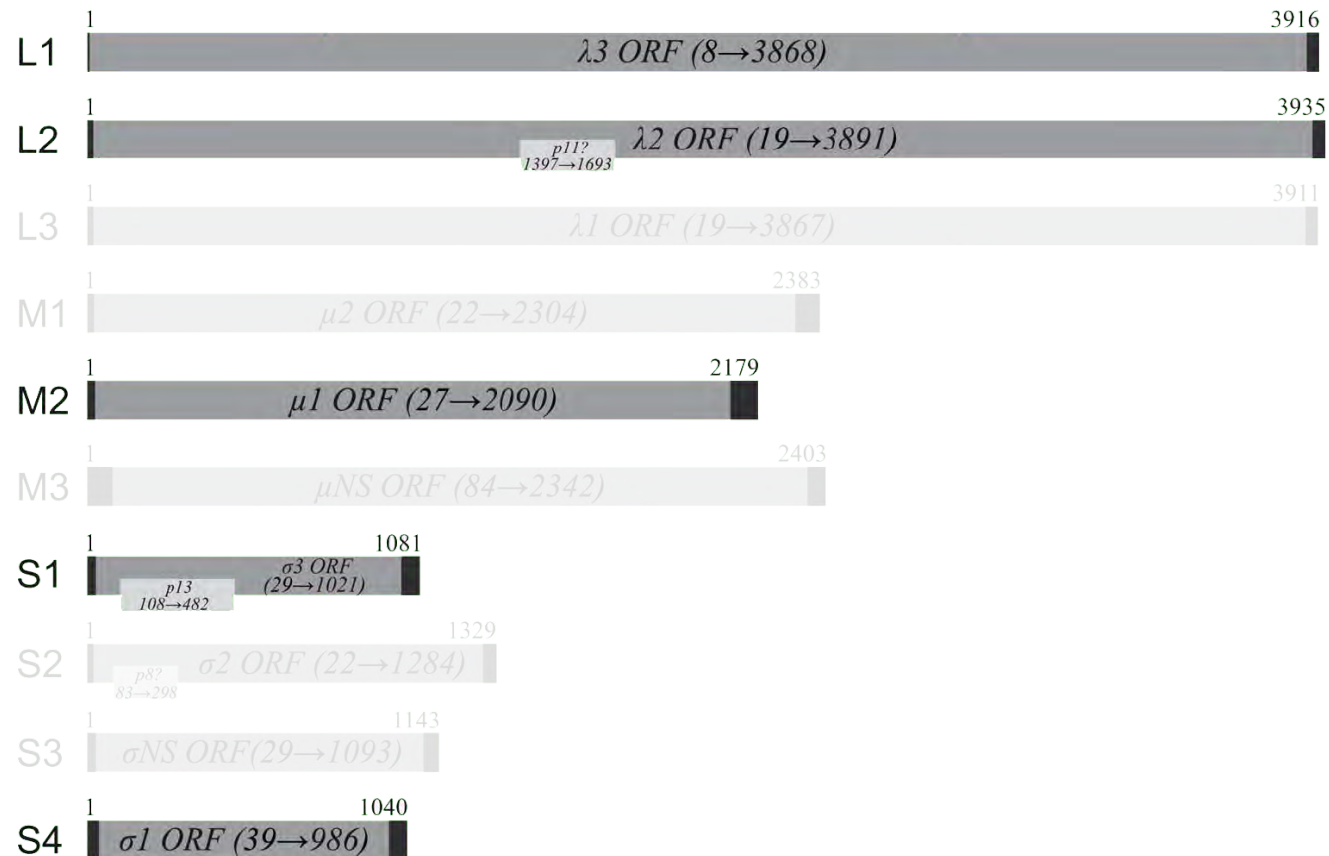 1 3916
L1 λ3 ORF (8→3868)
1 3935
L2 λ2 ORF (19→3891)
p11?
1397→1693
1 3911
L3 λ1 ORF (19→3867)
1 2383
M1 μ2 ORF (22→2304)
1 2179
M2 μ1 ORF (27→2090)
1 2403
M3 μNS ORF (84→2342)
1 1081
S1 σ3 ORF
(29→1021)
p13
108→482
1 1329
S2 σ2 ORF (22→1284)
p8?
83→298
1 1143
S3 σNS ORF(29→1093)
1 1040
S4 σ1 ORF (39→986)